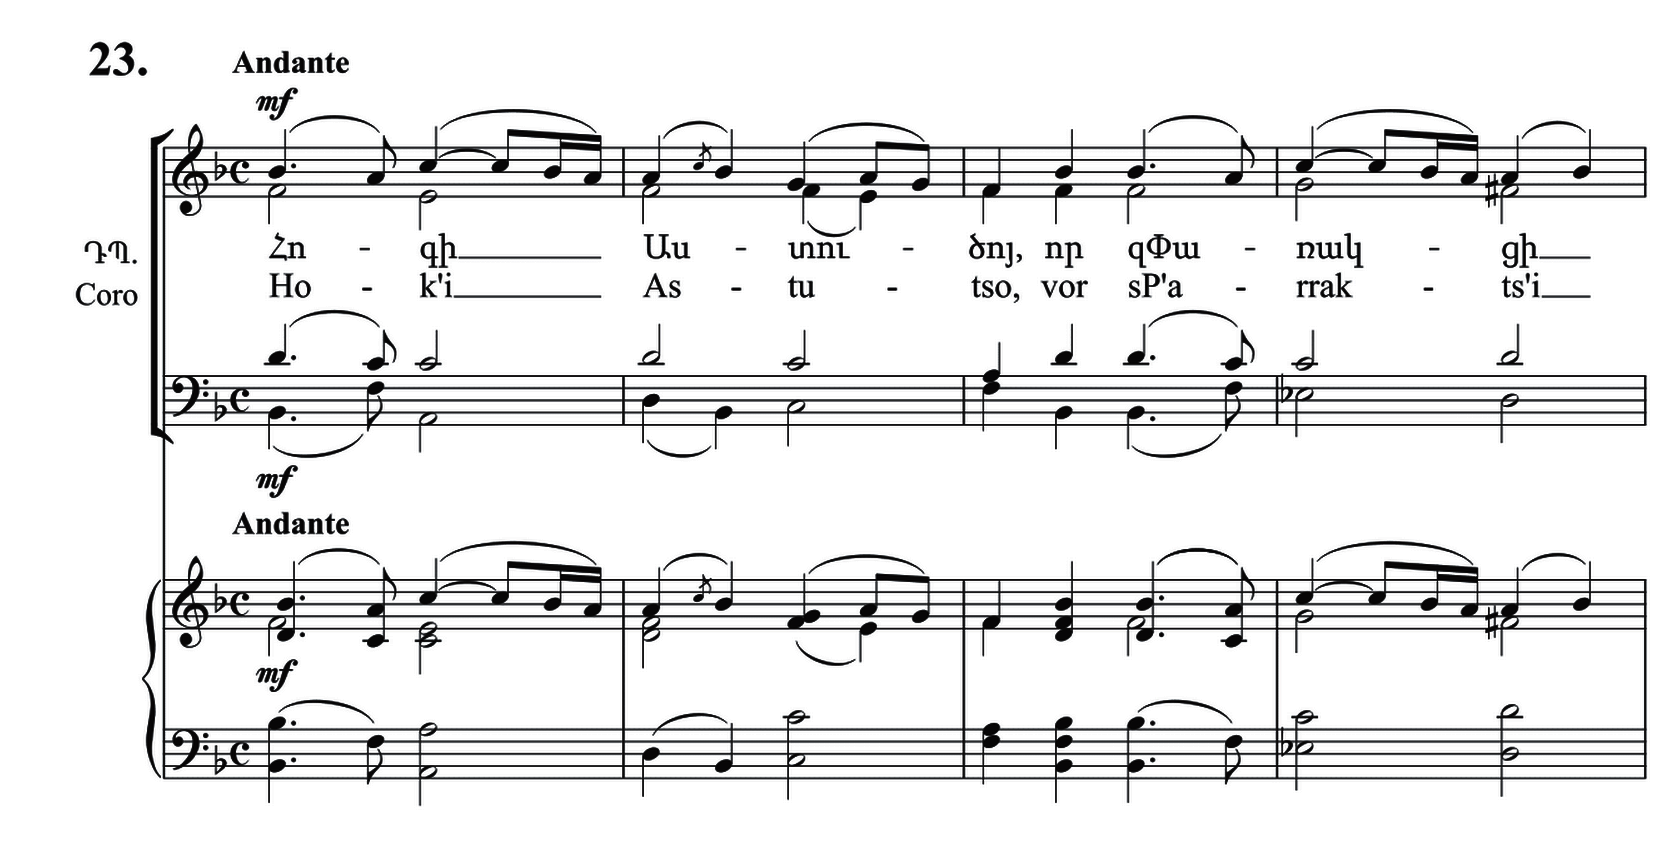 23.
Andante
mf
ԴՊ.
Հո - գի Աս - տու - ծոյ, որ զՓա - ռակ - ցի
Coro
Ho - k'i As - tu - tso, vor sP'a - rrak - ts'i
mf
Andante
mf